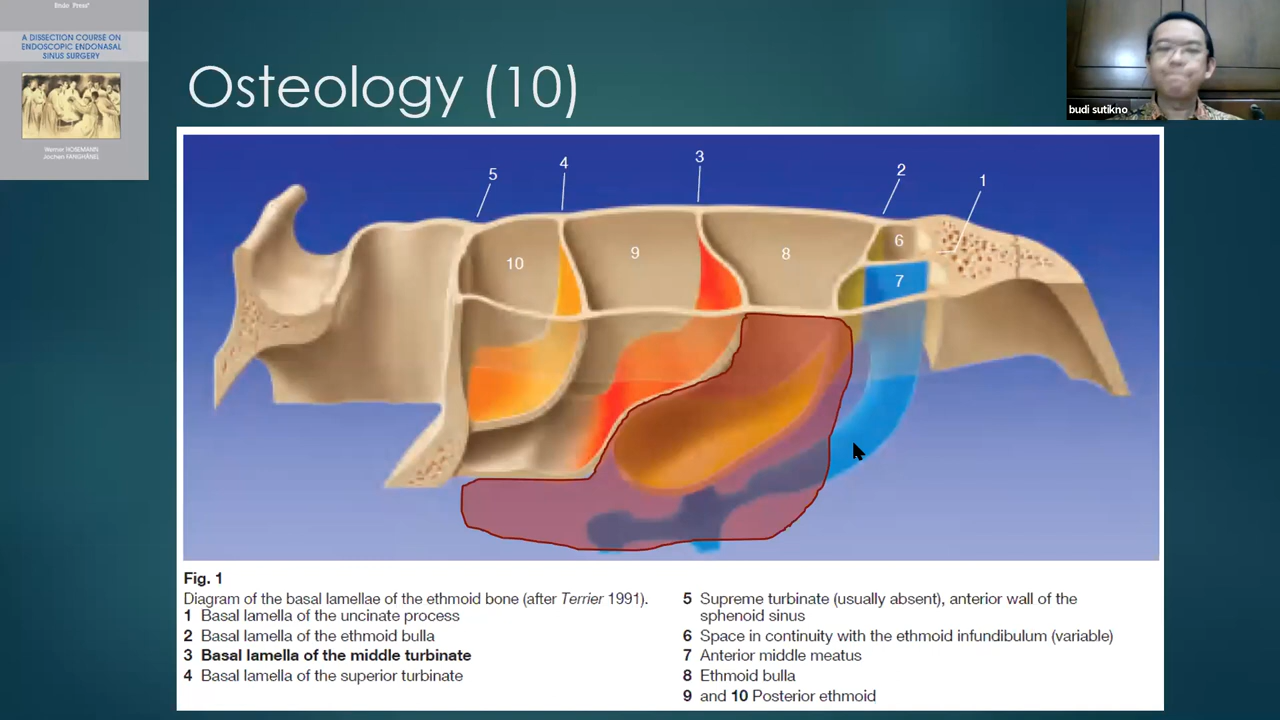 Endo Press®
A DISSECTION COURSE ON
ENDOSCOPIC ENDONASAL
SINUS SURGERY
Werner HOSEMANN
Jochen FANGHÄNEL
Osteology (10)
budi sutikno
5
4
3
2
1
10
9
8
6
7
Fig. 1
Diagram of the basal lamellae of the ethmoid bone (after Terrier 1991).
1 Basal lamella of the uncinate process
2 Basal lamella of the ethmoid bulla
3 Basal lamella of the middle turbinate
4 Basal lamella of the superior turbinate
5 Supreme turbinate (usually absent), anterior wall of the
sphenoid sinus
6 Space in continuity with the ethmoid infundibulum (variable)
7 Anterior middle meatus
8 Ethmoid bulla
9 and 10 Posterior ethmoid